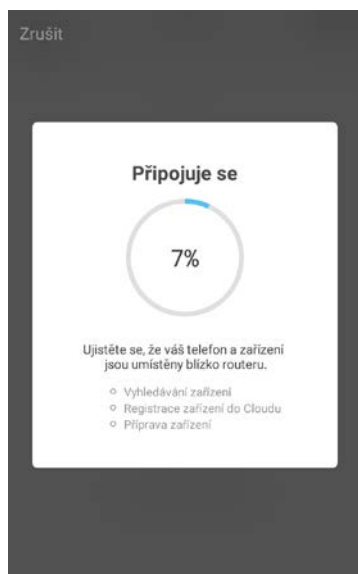 Zrušit
Připojuje se
7%
Ujistěte se, že váš telefon a zařízení
jsou umístěny blízko routeru.
Vyhledávání zařízení
Registrace zařízení do Cloudu
Příprava zařízení